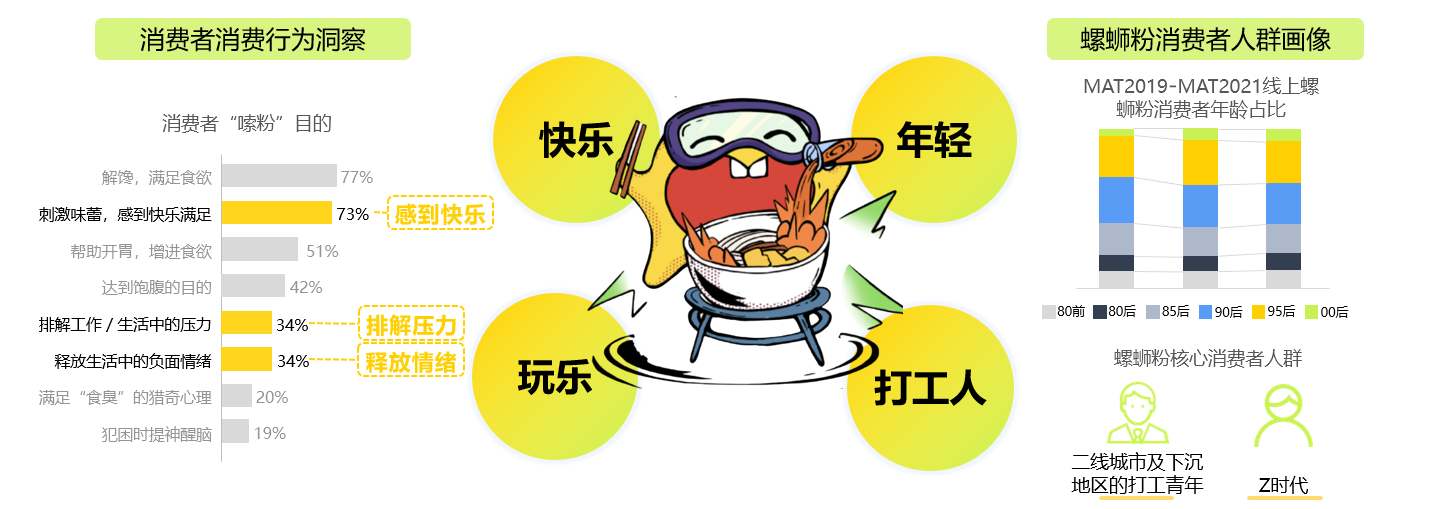 消费者消费行为洞察
消费者“嗦粉”目的
解馋，满足食欲 77%
刺激味蕾，感到快乐满足 73% 感到快乐
帮助开胃，增进食欲 51%
达到饱腹的目的 42%
排解工作 / 生活中的压力 34% 排解压力
释放生活中的负面情绪 34% 释放情绪
满足“食臭”的猎奇心理 20%
犯困时提神醒脑 19%
快乐
年轻
玩乐
打工人
螺蛳粉消费者人群画像
MAT2019-MAT2021线上螺
蛳粉消费者年龄占比
80前 80后 85后 90后 95后 00后
螺蛳粉核心消费者人群
二线城市及下沉
地区的打工青年
Z时代